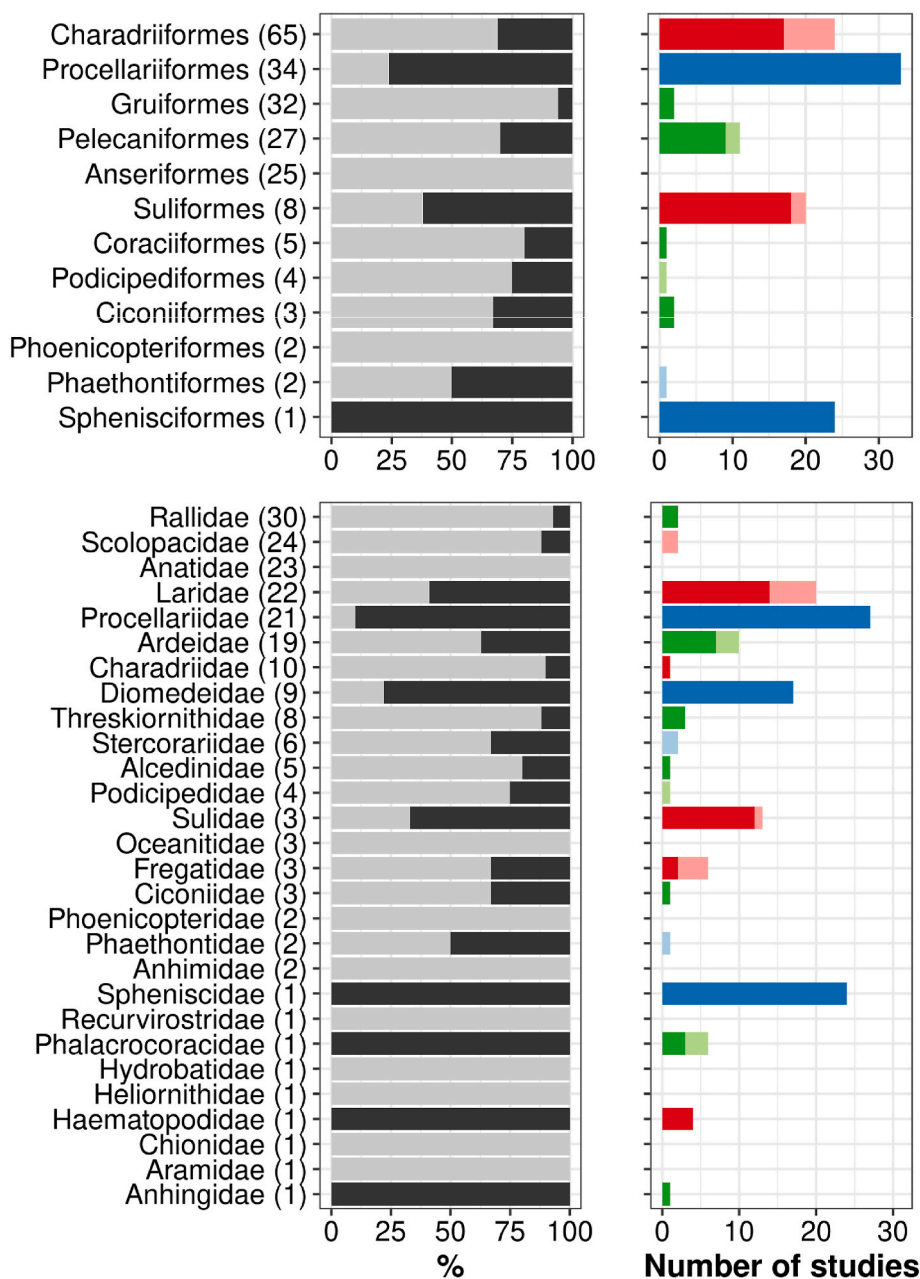 Charadriiformes (65)
Procellariiformes (34)
Gruiformes (32)
Pelecaniformes (27)
Anseriformes (25)
Suliformes (8)
Coraciiformes (5)
Podicipediformes (4)
Ciconiiformes (3)
Phoenicopteriformes (2)
Phaethontiformes (2)
Sphenisciformes (1)
0 25 50 75 100 0 10 20 30
Rallidae (30)
Scolopacidae (24)
Anatidae (23)
Laridae (22)
Procellariidae (21)
Ardeidae (19)
Charadriidae (10)
Diomedeidae (9)
Threskiornithidae (8)
Stercorariidae (6)
Alcedinidae (5)
Podicipedidae (4)
Sulidae (3)
Oceanitidae (3)
Fregatidae (3)
Ciconiidae (3)
Phoenicopteridae (2)
Phaethontidae (2)
Anhimidae (2)
Spheniscidae (1)
Recurvirostridae (1)
Phalacrocoracidae (1)
Hydrobatidae (1)
Heliornithidae (1)
Haematopodidae (1)
Chionidae (1)
Aramidae (1)
Anhingidae (1)
0 25 50 75 100 0 10 20 30
% Number of studies